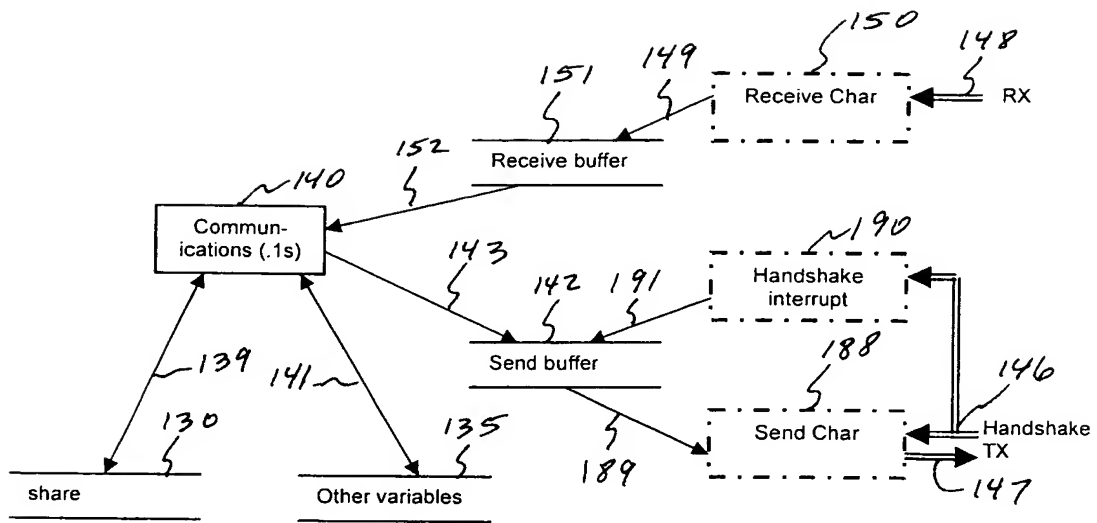 150
148
149
151
Receive Char
RX
152
Receive buffer
140
Commun-
ications (.1s)
190
143
142
191
Handshake
interrupt
188
Send buffer
139
141
146
130
135
189
Send Char
Handshake
TX
147
share
Other variables